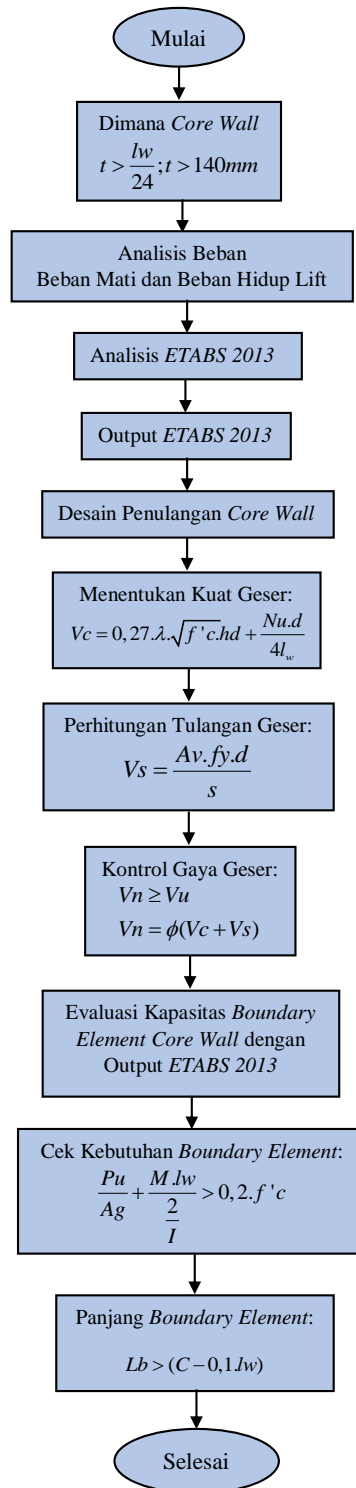 Mulai
Dimana Core Wall
t > lw/24 ; t > 140mm
Analisis Beban
Beban Mati dan Beban Hidup Lift
Analisis ETABS 2013
Output ETABS 2013
Desain Penulangan Core Wall
Menentukan Kuat Geser:
Vc = 0,27.λ.√f'c.hd + Nu.d/4l_w
Perhitungan Tulangan Geser:
Vs = Av.fy.d/s
Kontrol Gaya Geser:
Vn ≥ Vu
Vn = ϕ(Vc + Vs)
Evaluasi Kapasitas Boundary
Element Core Wall dengan
Output ETABS 2013
Cek Kebutuhan Boundary Element:
Pu/Ag + M.lw/(2/I) > 0,2.f'c
Panjang Boundary Element:
Lb > (C − 0,1.lw)
Selesai